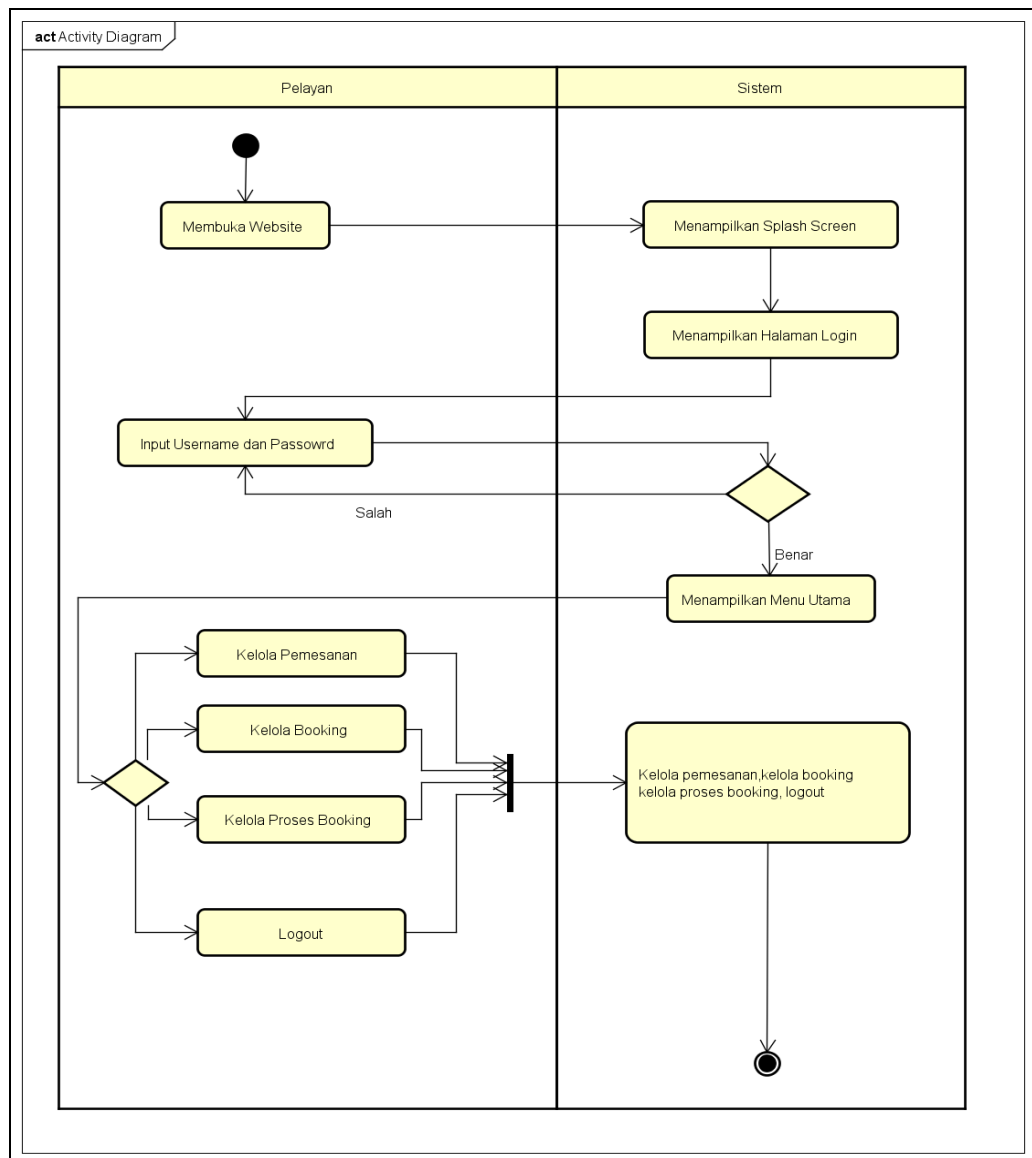 act Activity Diagram
Pelayan
Sistem
Membuka Website
Menampilkan Splash Screen
Menampilkan Halaman Login
Input Username dan Passowrd
Salah
Benar
Menampilkan Menu Utama
Kelola Pemesanan
Kelola Booking
Kelola Proses Booking
Logout
Kelola pemesanan,kelola booking
kelola proses booking, logout